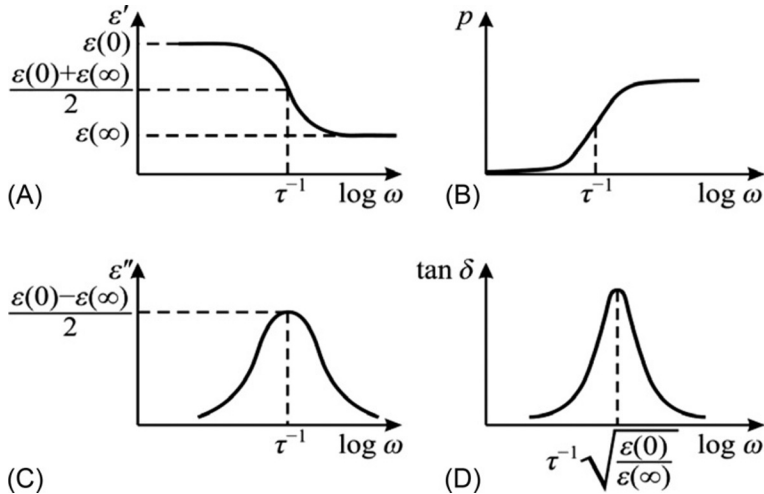 ε′
ε(0)
ε(0)+ε(∞)
2
ε(∞)
τ⁻¹
log ω
(A)
p
τ⁻¹
log ω
(B)
ε″
ε(0)−ε(∞)
2
τ⁻¹
log ω
(C)
tan δ
τ⁻¹√ε(0)
ε(∞)
log ω
(D)